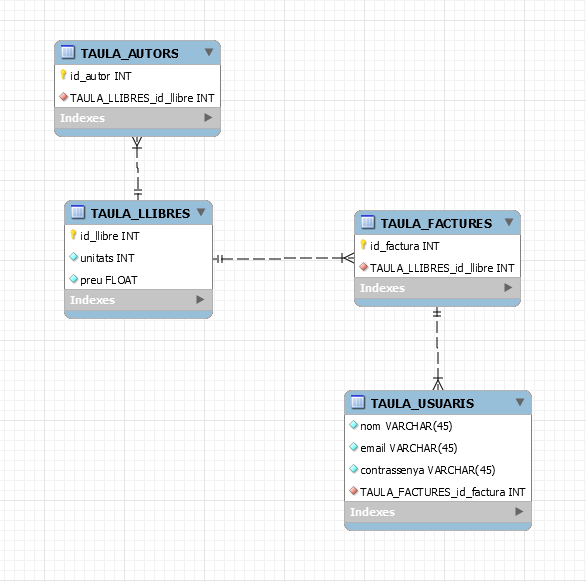 TAULA_AUTORS
id_autor INT
TAULA_LLIBRES_id_llibre INT
Indexes
TAULA_LLIBRES
id_llibre INT
unitats INT
preu FLOAT
Indexes
TAULA_FACTURES
id_factura INT
TAULA_LLIBRES_id_llibre INT
Indexes
TAULA_USUARIS
nom VARCHAR(45)
email VARCHAR(45)
contrassenya VARCHAR(45)
TAULA_FACTURES_id_factura INT
Indexes